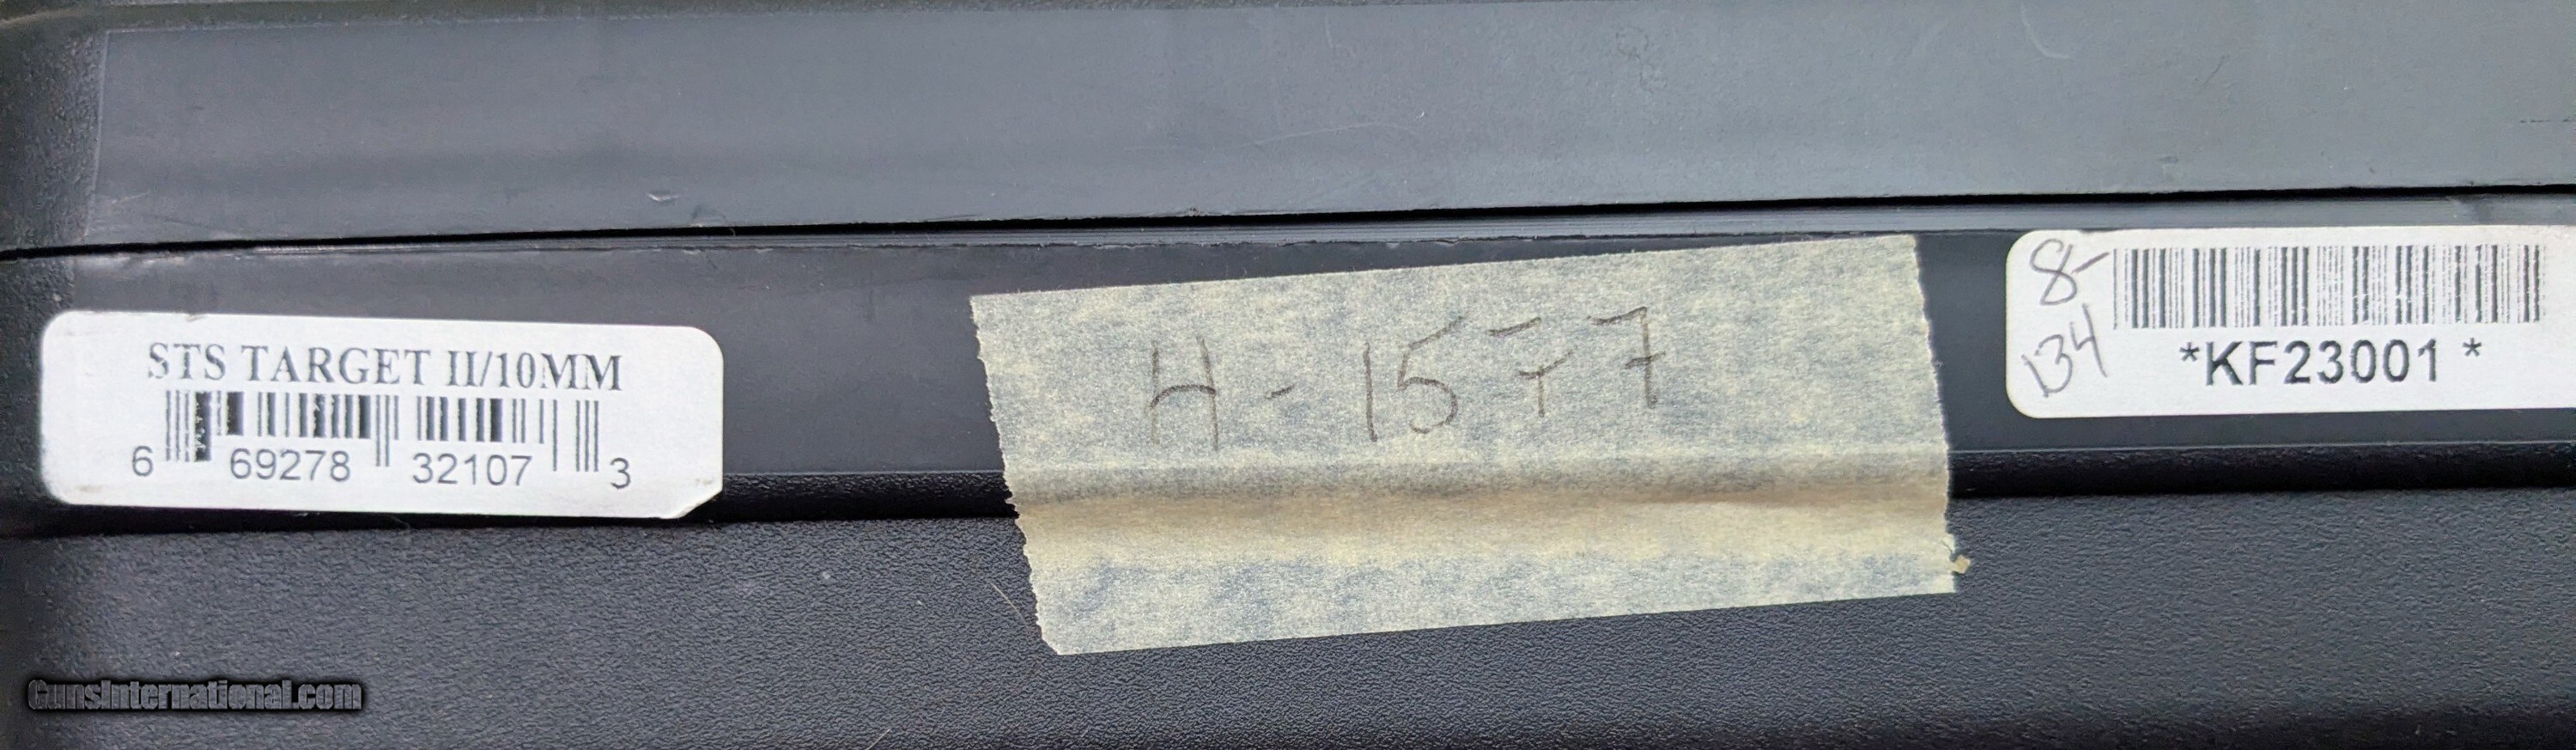 STS TARGET II/10MM
6 69278 32107 3
H-1577
8-
134
*KF23001 *
GunsInternational.com